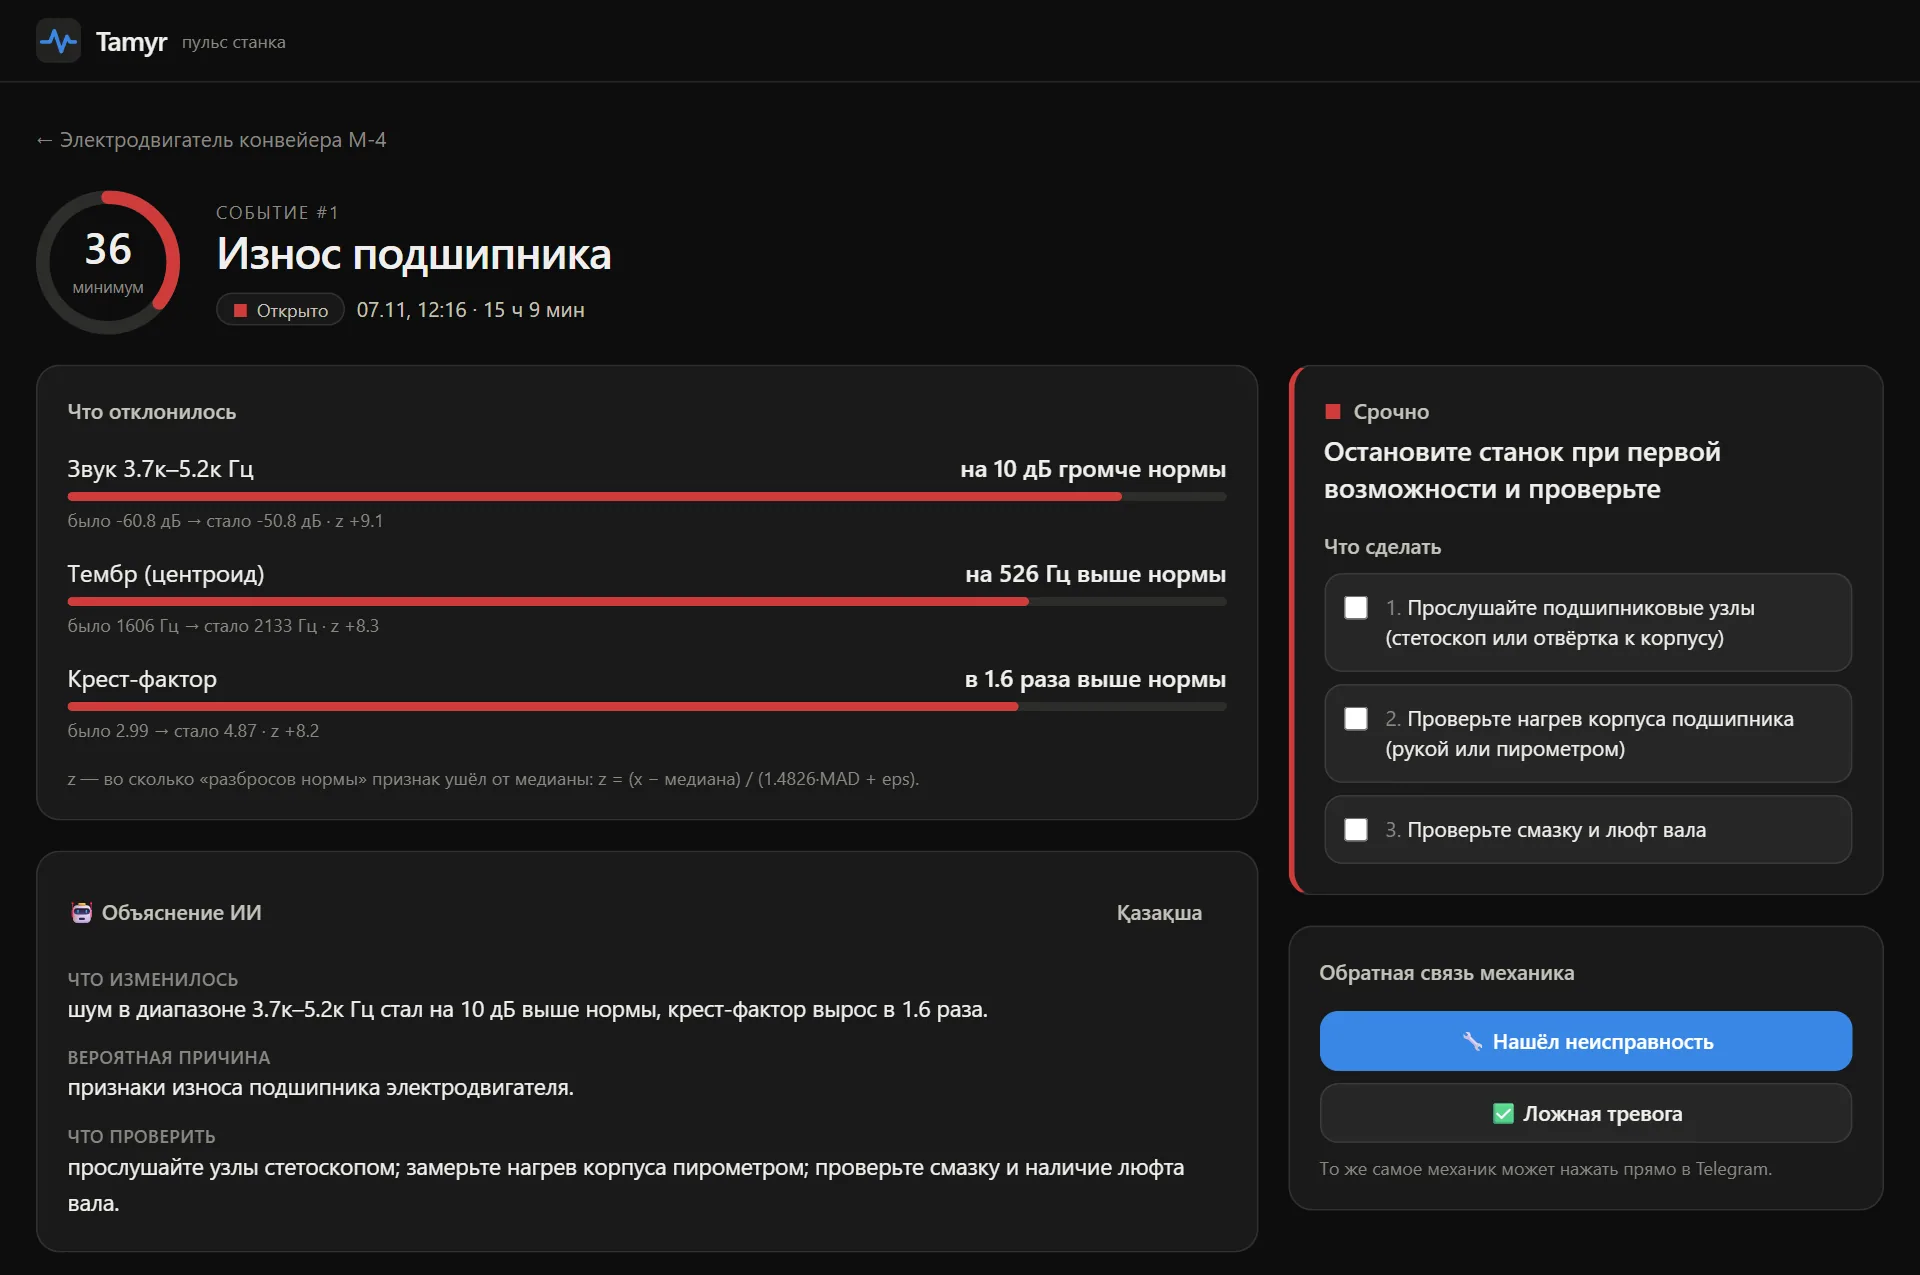 Tamyr пульс станка
← Электродвигатель конвейера М-4
36
минимум
СОБЫТИЕ #1
Износ подшипника
Открыто 07.11, 12:16 · 15 ч 9 мин
Что отклонилось
Звук 3.7к–5.2к Гц на 10 дБ громче нормы
было -60.8 дБ → стало -50.8 дБ · z +9.1
Тембр (центроид) на 526 Гц выше нормы
было 1606 Гц → стало 2133 Гц · z +8.3
Крест-фактор в 1.6 раза выше нормы
было 2.99 → стало 4.87 · z +8.2
z — во сколько «разбросов нормы» признак ушёл от медианы: z = (x − медиана) / (1.4826·MAD + eps).
Объяснение ИИ Қазақша
ЧТО ИЗМЕНИЛОСЬ
шум в диапазоне 3.7к–5.2к Гц стал на 10 дБ выше нормы, крест-фактор вырос в 1.6 раза.
ВЕРОЯТНАЯ ПРИЧИНА
признаки износа подшипника электродвигателя.
ЧТО ПРОВЕРИТЬ
прослушайте узлы стетоскопом; замерьте нагрев корпуса пирометром; проверьте смазку и наличие люфта
вала.
Срочно
Остановите станок при первой
возможности и проверьте
Что сделать
1. Прослушайте подшипниковые узлы
(стетоскоп или отвёртка к корпусу)
2. Проверьте нагрев корпуса подшипника
(рукой или пирометром)
3. Проверьте смазку и люфт вала
Обратная связь механика
Нашёл неисправность
Ложная тревога
То же самое механик может нажать прямо в Telegram.